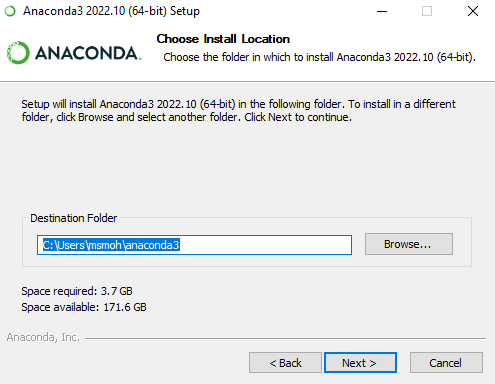 Anaconda3 2022.10 (64-bit) Setup
ANACONDA.
Choose Install Location
Choose the folder in which to install Anaconda3 2022.10 (64-bit).
Setup will install Anaconda3 2022.10 (64-bit) in the following folder. To install in a different
folder, click Browse and select another folder. Click Next to continue.
Destination Folder
C:\Users\msmoh\anaconda3
Browse...
Space required: 3.7 GB
Space available: 171.6 GB
Anaconda, Inc.
< Back
Next >
Cancel